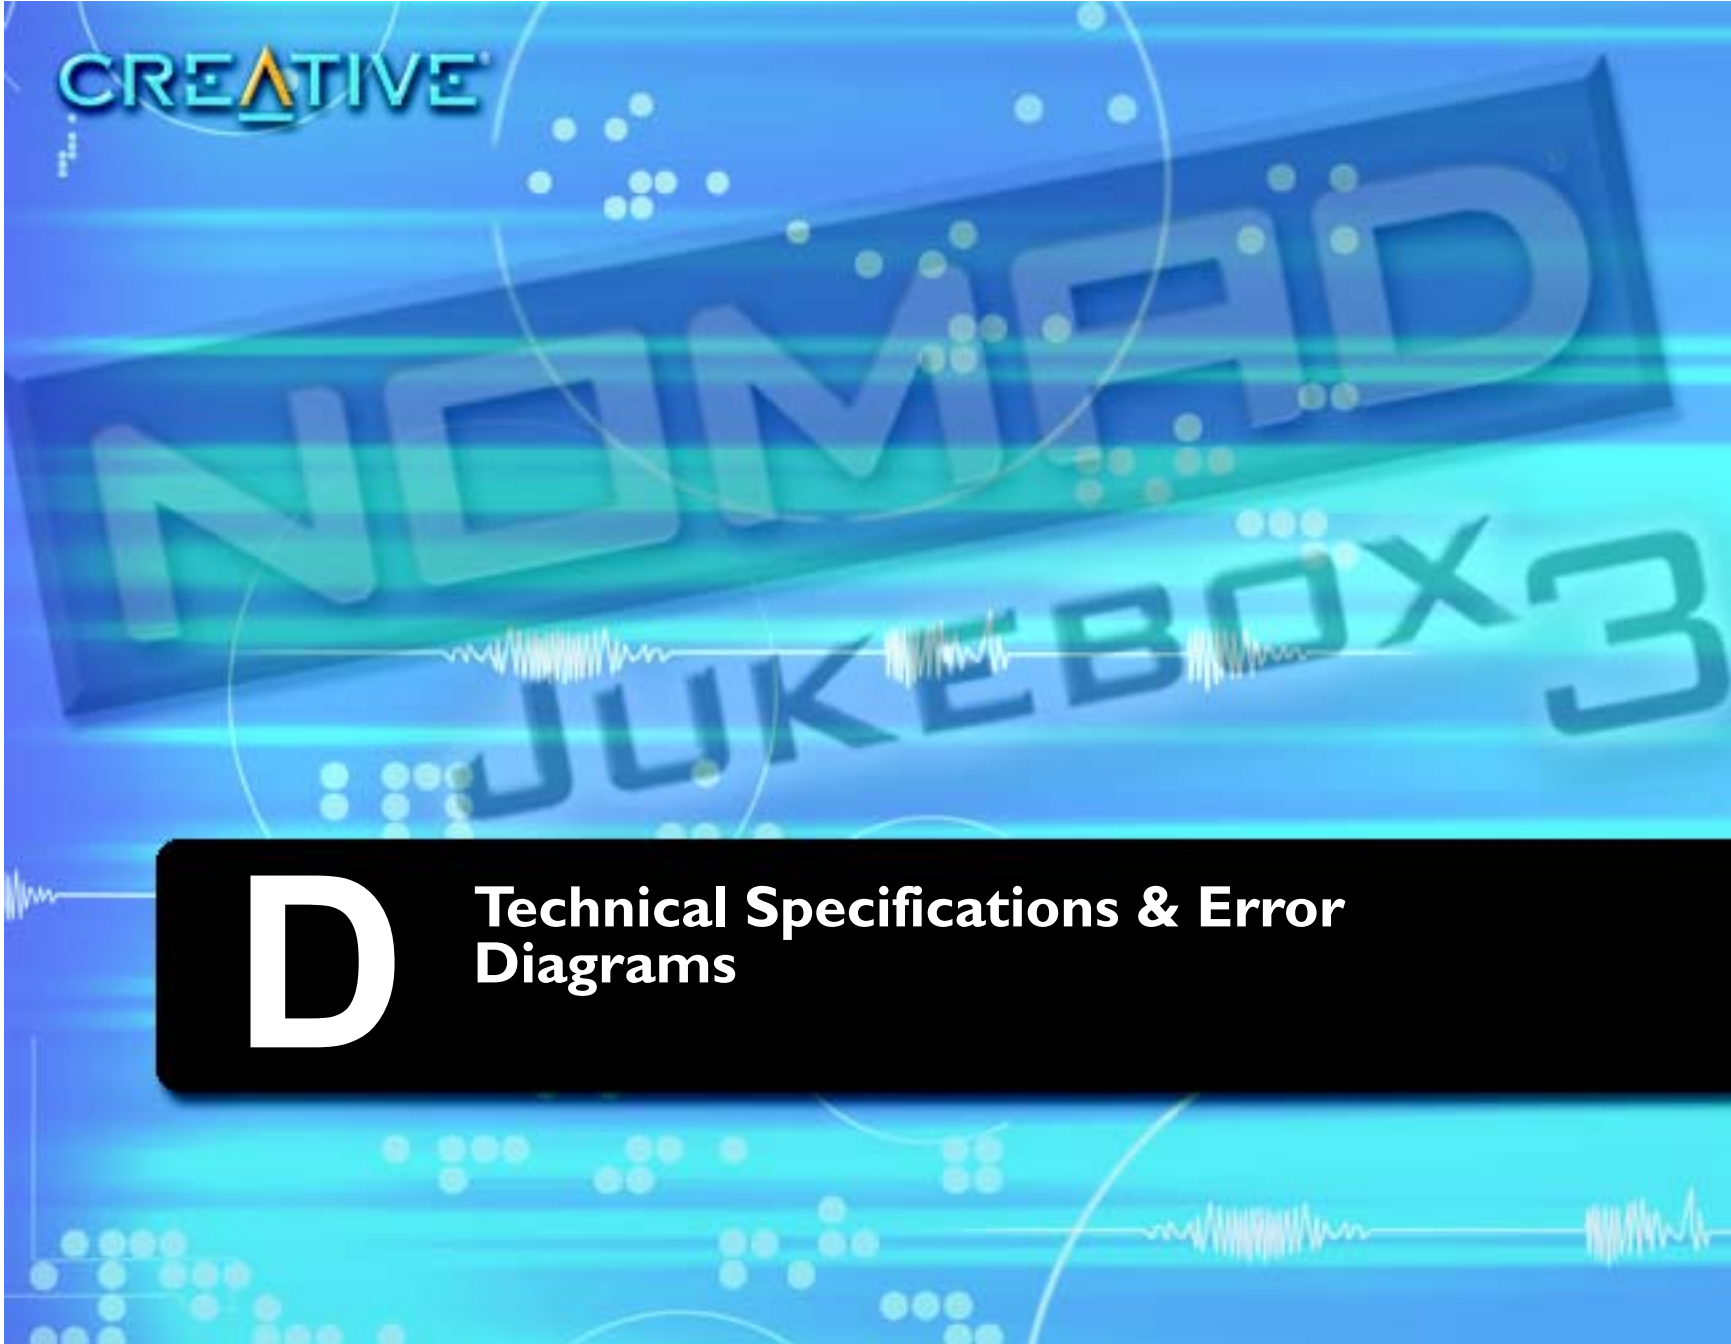 CREATIVE®
NOMAD
JUKEBOX 3
D
Technical Specifications & Error
Diagrams